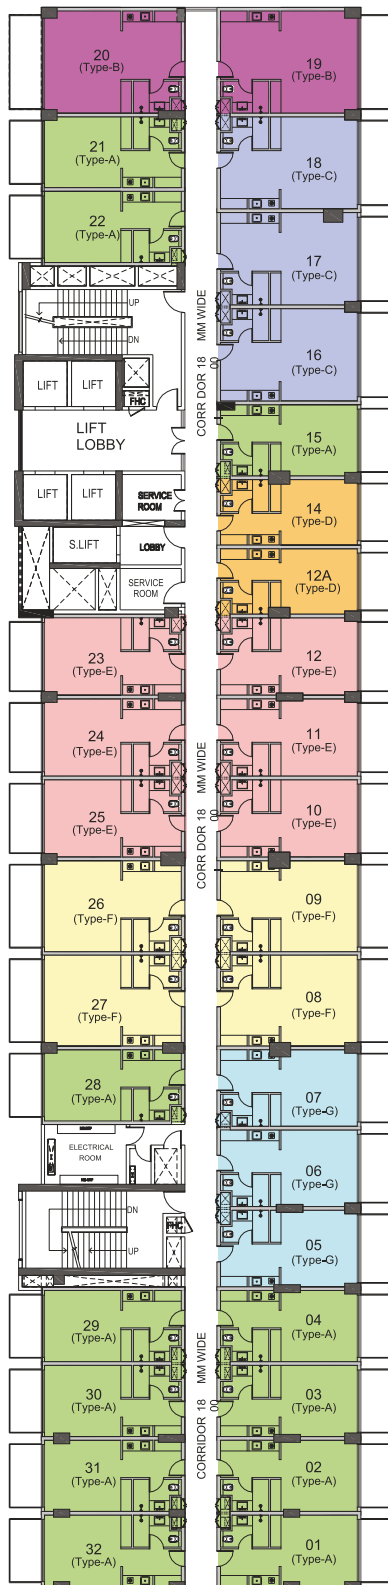 20
(Type-B)
19
(Type-B)
21
(Type-A)
18
(Type-C)
22
(Type-A)
17
(Type-C)
UP
DN
CORR DOR 18 MM WIDE
00
16
(Type-C)
LIFT
LIFT
FHC
LIFT
LOBBY
15
(Type-A)
LIFT
LIFT
SERVICE
ROOM
14
(Type-D)
S.LIFT
LOBBY
SERVICE
ROOM
12A
(Type-D)
23
(Type-E)
12
(Type-E)
24
(Type-E)
11
(Type-E)
CORR DOR 18 MM WIDE
00
25
(Type-E)
10
(Type-E)
26
(Type-F)
09
(Type-F)
27
(Type-F)
08
(Type-F)
28
(Type-A)
07
(Type-G)
ELECTRICAL
ROOM
06
(Type-G)
DN
FHC
UP
05
(Type-G)
29
(Type-A)
04
(Type-A)
CORRIDOR 18 MM WIDE
00
30
(Type-A)
03
(Type-A)
31
(Type-A)
02
(Type-A)
32
(Type-A)
01
(Type-A)